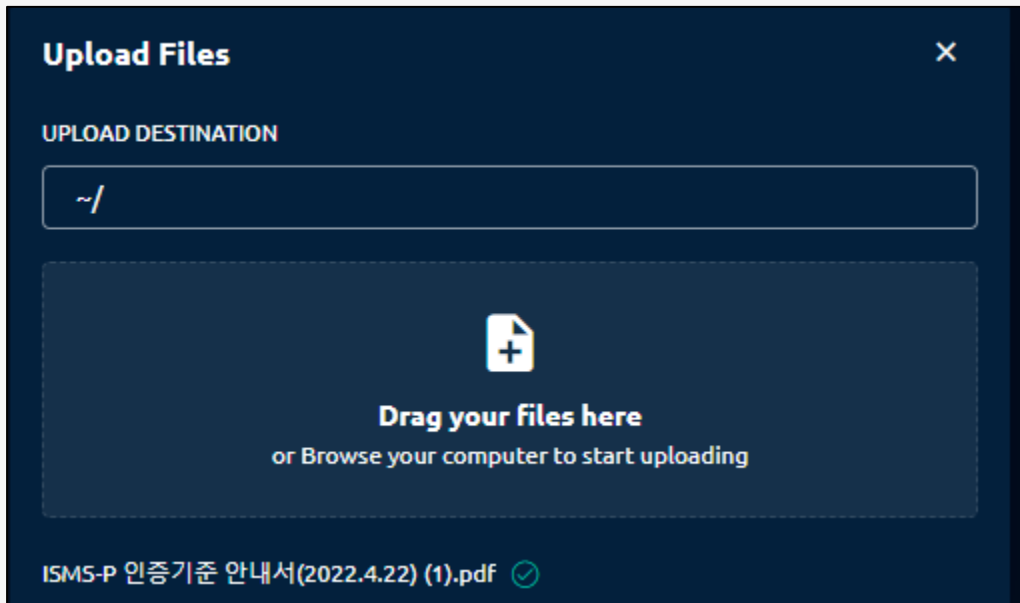 Upload Files
UPLOAD DESTINATION
~/
Drag your files here
or Browse your computer to start uploading
ISMS-P 인증기준 안내서(2022.4.22) (1).pdf